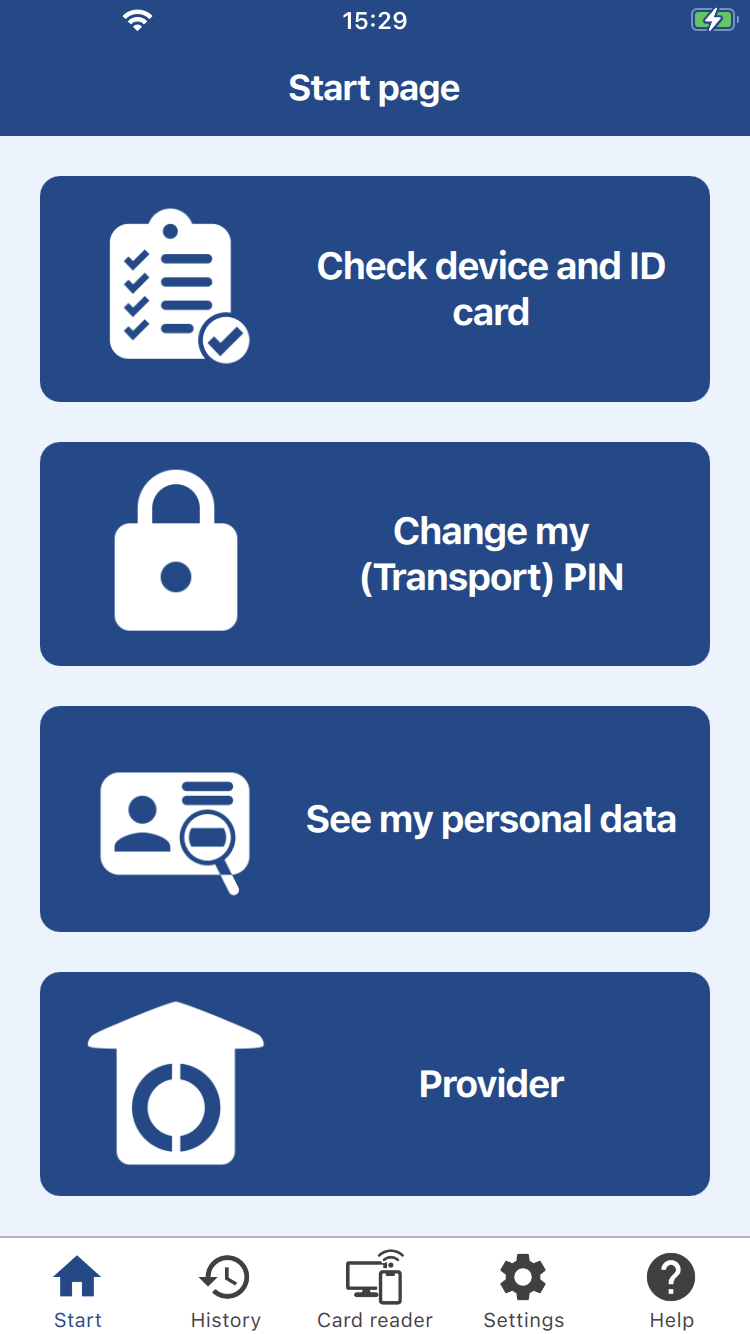 15:29
Start page
Check device and ID
card
Change my
(Transport) PIN
See my personal data
Provider
Start
History
Card reader
Settings
Help